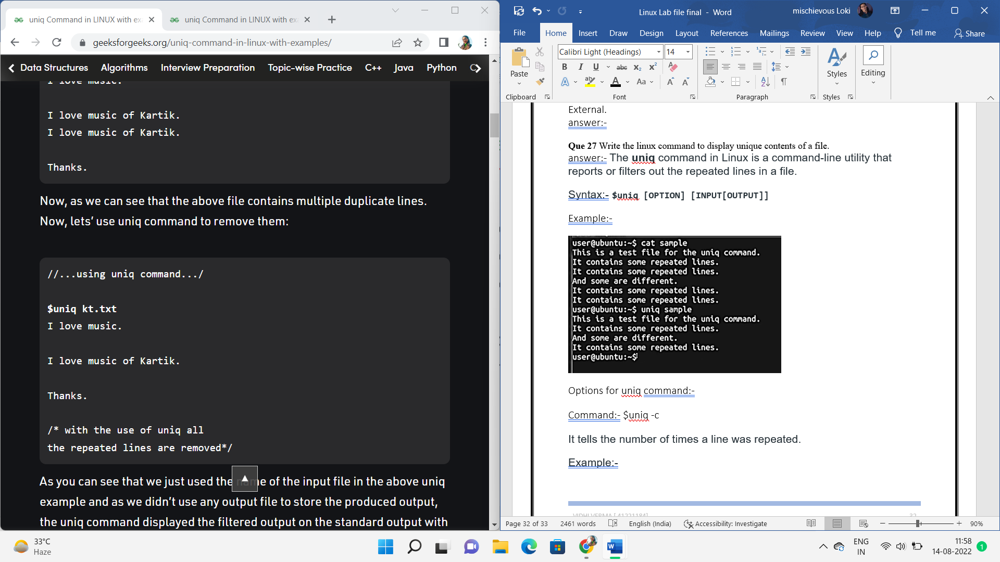 uniq Command in LINUX with ex
uniq Command in LINUX with ex
geeksforgeeks.org/uniq-command-in-linux-with-examples/
Data Structures Algorithms Interview Preparation Topic-wise Practice C++ Java Python
I love music.
I love music of Kartik.
I love music of Kartik.
Thanks.
Now, as we can see that the above file contains multiple duplicate lines.
Now, lets’ use uniq command to remove them:
//...using uniq command.../
$uniq kt.txt
I love music.
I love music of Kartik.
Thanks.
/* with the use of uniq all
the repeated lines are removed*/
As you can see that we just used the name of the input file in the above uniq
example and as we didn’t use any output file to store the produced output,
the uniq command displayed the filtered output on the standard output with
Linux Lab file final - Word
mischievous Loki
File Home Insert Draw Design Layout References Mailings Review View Help Tell me Share
Calibri Light (Headings) 14
Paste
Styles
Editing
Clipboard Font Paragraph Styles
External.
answer:-
Que 27 Write the linux command to display unique contents of a file.
answer:- The uniq command in Linux is a command-line utility that
reports or filters out the repeated lines in a file.
Syntax:- $uniq [OPTION] [INPUT[OUTPUT]]
Example:-
user@ubuntu:~$ cat sample
This is a test file for the uniq command.
It contains some repeated lines.
It contains some repeated lines.
And some are different.
It contains some repeated lines.
It contains some repeated lines.
user@ubuntu:~$ uniq sample
This is a test file for the uniq command.
It contains some repeated lines.
And some are different.
It contains some repeated lines.
user@ubuntu:~$
Options for uniq command:-
Command:- $uniq -c
It tells the number of times a line was repeated.
Example:-
VIDHI VERMA [ 41221184] 32
Page 32 of 33 2461 words English (India) Accessibility: Investigate 90%
33°C
Haze
ENG
IN
11:58
14-08-2022
1